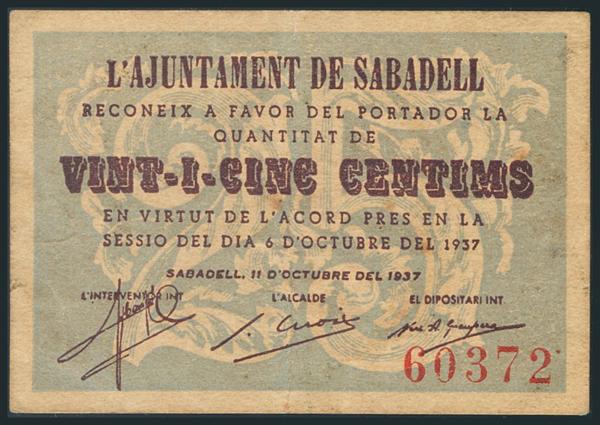 L'AJUNTAMENT DE SABADELL
RECONEIX A FAVOR DEL PORTADOR LA
QUANTITAT DE
VINT-I-CINC CENTIMS
EN VIRTUT DE L'ACORD PRES EN LA
SESSIO DEL DIA 6 D'OCTUBRE DEL 1937
SABADELL, 11 D'OCTUBRE DEL 1937
L'INTERVENTOR INT. L'ALCALDE EL DIPOSITARI INT.
60372